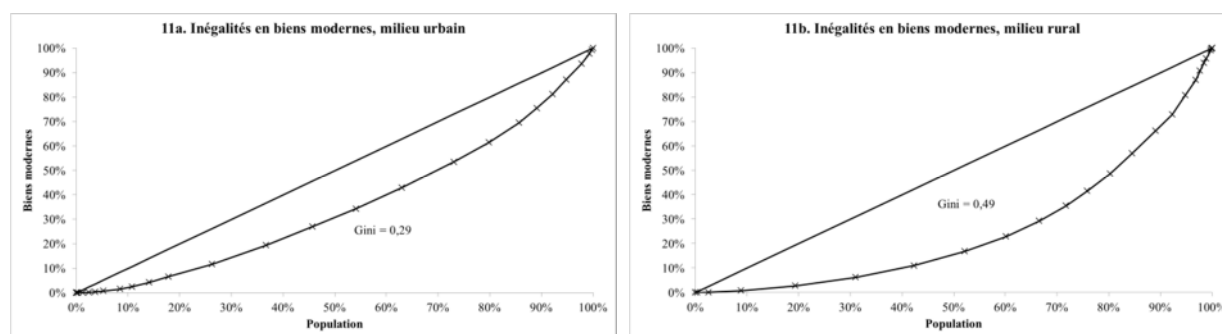 11a. Inégalités en biens modernes, milieu urbain
100%
90%
80%
70%
60%
50%
40%
30%
20%
10%
0%
Biens modernes
Gini = 0,29
0% 10% 20% 30% 40% 50% 60% 70% 80% 90% 100%
Population
11b. Inégalités en biens modernes, milieu rural
100%
90%
80%
70%
60%
50%
40%
30%
20%
10%
0%
Biens modernes
Gini = 0,49
0% 10% 20% 30% 40% 50% 60% 70% 80% 90% 100%
Population